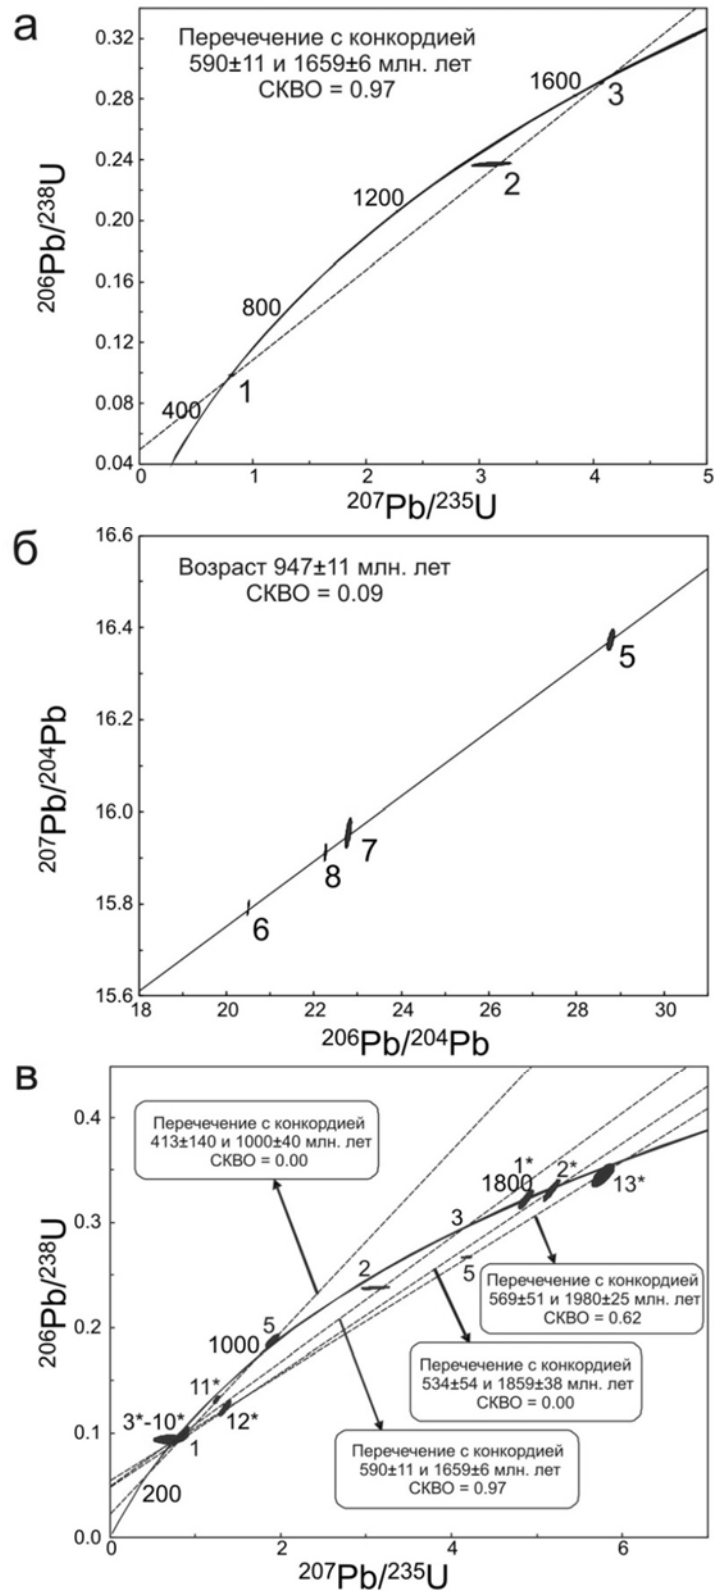 а
Перечечение с конкордией
590±11 и 1659±6 млн. лет
СКВО = 0.97
0.32
0.28
0.24
0.20
0.16
0.12
0.08
0.04
²⁰⁶Pb/²³⁸U
1600
3
2
1200
800
1
400
0 1 2 3 4 5
²⁰⁷Pb/²³⁵U
б
Возраст 947±11 млн. лет
СКВО = 0.09
16.6
16.4
16.2
16.0
15.8
15.6
²⁰⁷Pb/²⁰⁴Pb
5
7
8
6
18 20 22 24 26 28 30
²⁰⁶Pb/²⁰⁴Pb
в
0.4
0.3
0.2
0.1
0.0
²⁰⁶Pb/²³⁸U
Перечечение с конкордией
413±140 и 1000±40 млн. лет
СКВО = 0.00
1*
2*
1800
13*
3
2
5
Перечечение с конкордией
569±51 и 1980±25 млн. лет
СКВО = 0.62
5
1000
Перечечение с конкордией
534±54 и 1859±38 млн. лет
СКВО = 0.00
11*
3*-10*
12*
1
Перечечение с конкордией
590±11 и 1659±6 млн. лет
СКВО = 0.97
200
0 2 4 6
²⁰⁷Pb/²³⁵U